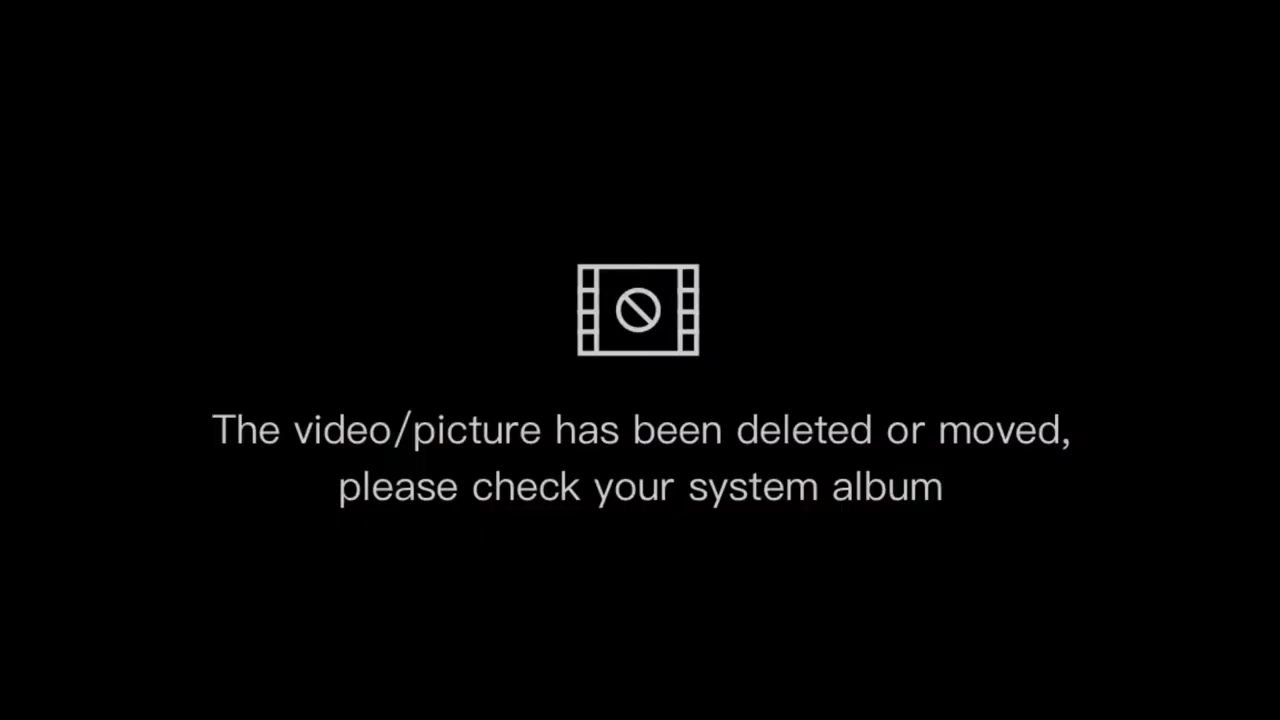 The video/picture has been deleted or moved,
please check your system album